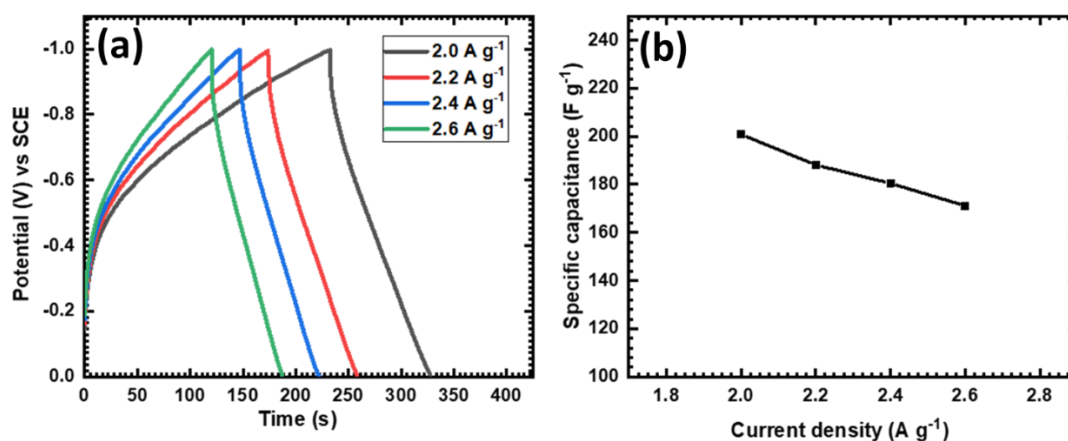 (a)
2.0 A g⁻¹
2.2 A g⁻¹
2.4 A g⁻¹
2.6 A g⁻¹
-1.0
-0.8
-0.6
-0.4
-0.2
0.0
Potential (V) vs SCE
0 50 100 150 200 250 300 350 400
Time (s)
(b)
240
220
200
180
160
140
120
100
Specific capacitance (F g⁻¹)
1.8 2.0 2.2 2.4 2.6 2.8
Current density (A g⁻¹)